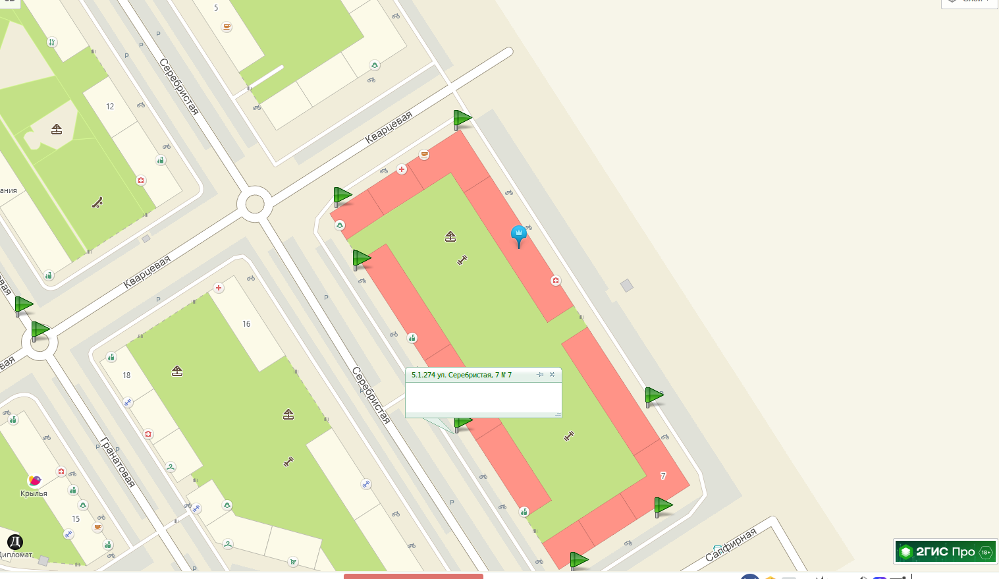 5
P
P
P
Серебристая
12
Кварцевая
ания
Кварцевая
P
P
16
5.1.274 ул. Серебристая, 7 № 7
18
Серебристая
Гранатовая
P
P
7
Крылья
15
P
Д
Дипломат
Сапфирная
P
2ГИС Про 18+